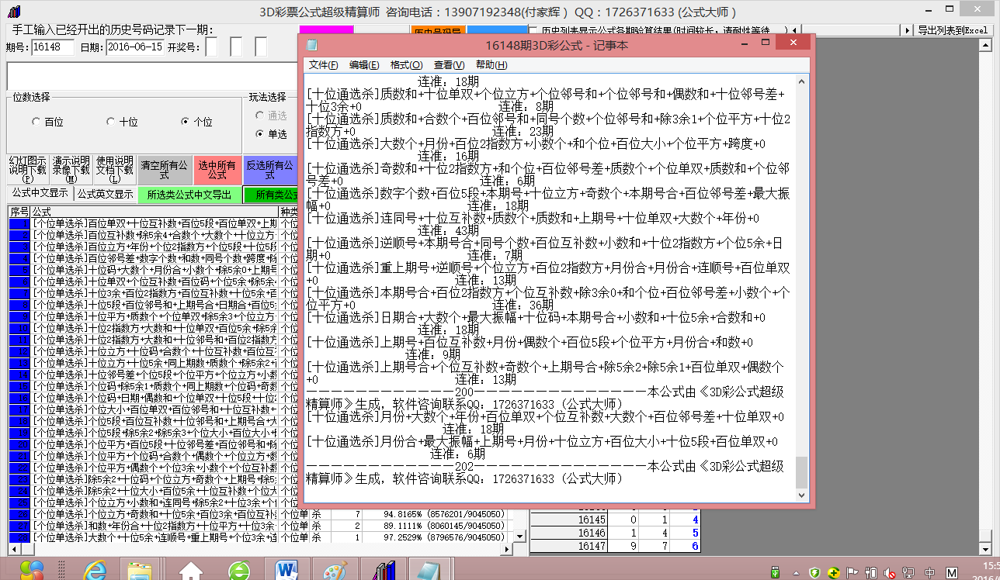 3D彩票公式超级精算师 咨询电话：13907192348(付家辉 ) QQ：1726371633 (公式大师 )
手工输入已经开出的历史号码记录下一期：
历史列表显示公式各期验算结果(时间较长，请耐性等待...)
导出列表到Excel
期号： 16148 日期： 2016-06-15 开奖号：
位数选择
百位 十位 个位
玩法选择
通选
单选
幻灯图示说明下载(P)
演示说明录像下载(M)
使用说明文档下载(L)
清空所有公式
选中所有公式
反选所有公式
公式中文显示 公式英文显示 所选类公式中文导出
16148期3D彩公式 - 记事本
文件(F) 编辑(E) 格式(O) 查看(V) 帮助(H)
连准：18期
[十位通选杀]质数和+十位单双+个位立方+个位邻号和+个位邻号和+偶数和+十位邻号差+
十位3余+0 连准：8期
[十位通选杀]质数和+合数个+百位邻号和+同号个数+个位邻号和+除3余1+个位平方+十位2
指数方+0 连准：23期
[十位通选杀]大数个+月份+百位2指数方+小数个+和个位+百位大小+个位平方+跨度+0
连准：16期
[十位通选杀]奇数和+十位2指数方+和个位+百位邻号差+质数个+个位单双+质数和+个位邻
号差+0 连准：6期
[十位通选杀]数字个数+百位5段+本期号+十位立方+奇数个+本期号合+百位邻号差+最大振
幅+0 连准：18期
[十位通选杀]连同号+十位互补数+质数个+质数和+上期号+十位单双+大数个+年份+0
连准：43期
[十位通选杀]逆顺号+本期号合+同号个数+百位互补数+小数和+十位2指数方+个位5余+日
期+0 连准：7期
[十位通选杀]重上期号+逆顺号+个位立方+百位2指数方+月份合+月份合+连顺号+百位单双
+0 连准：13期
[十位通选杀]本期号合+百位2指数方+个位互补数+除3余0+和个位+百位邻号差+小数个+个
位平方+0 连准：36期
[十位通选杀]日期合+大数个+最大振幅+十位码+本期号合+小数和+十位5余+合数和+0
连准：18期
[十位通选杀]上期号+百位互补数+月份+偶数个+百位5段+个位平方+月份合+和数+0
连准：9期
[十位通选杀]上期号合+个位互补数+奇数个+上期号合+除5余2+除5余1+百位单双+偶数个
+0 连准：13期
————————————200——————————————本公式由《3D彩公式超级
精算师》生成，软件咨询联系QQ：1726371633（公式大师）
[十位通选杀]月份+大数个+年份+百位单双+个位互补数+大数个+百位邻号差+十位单双+0
连准：18期
[十位通选杀]月份合+最大振幅+上期号+月份+十位立方+百位大小+十位5段+百位单双+0
连准：6期
————————————202——————————————本公式由《3D彩公式超级
精算师》生成，软件咨询联系QQ：1726371633（公式大师）
序号 公式 种类
1 [个位单选杀]百位单双+十位互补数+百位5段+百位单双+上期
2 [个位单选杀]百位互补数+除5余4+合数个+大数个+十位立方
3 [个位单选杀]百位立方+年份+个位2指数方+个位5段+十位5段
4 [个位单选杀]百位邻号差+数字个数+和数+同号个数+跨度+除
5 [个位单选杀]十位码+大数个+月份合+小数个+除5余0+上期号
6 [个位单选杀]十位单双+个位互补数+百位码+个位5余+除5余
7 [个位单选杀]十位3余+百位2指数方+百位互补数+十位5余+百
8 [个位单选杀]十位5段+百位邻号和+上期号合+日期合+百位5
9 [个位单选杀]十位平方+质数个+个位单双+除5余3+个位立方
10 [个位单选杀]十位2指数方+大数和+十位单双+百位5余+除5余
11 [个位单选杀]十位2指数方+大数和+十位邻号和+百位2指数方
12 [个位单选杀]十位立方+十位码+合数个+十位互补数+百位互
13 [个位单选杀]十位立方+十位5余+同上期数+质数个+除5余2+
14 [个位单选杀]十位邻号差+个位5段+个位平方+个位立方+小数
15 [个位单选杀]个位码+除5余1+质数个+同上期数+个位码+奇数
16 [个位单选杀]个位码+日期+偶数和+个位单双+十位5段+十位
17 [个位单选杀]个位大小+百位单双+百位邻号和+十位互补数+
18 [个位单选杀]个位5段+百位互补数+十位邻号和+上期号合+大
19 [个位单选杀]个位5段+除5余2+除5余3+个位大小+百位大小+
20 [个位单选杀]个位平方+百位5段+十位邻号差+百位邻号和+除
21 [个位单选杀]个位平方+个位码+合数个+偶数个+个位立方+
22 [个位单选杀]个位平方+偶数个+个位3余+小数个+个位互补数
23 [个位单选杀]除5余2+十位码+个位立方+奇数个+上期号+除5
24 [个位单选杀]除5余2+十位大小+百位5余+十位互补数+个位大
25 [个位单选杀]个位立方+小数和+连同号+除5余2+十位3余+个
26 [个位单选杀]个位立方+奇数和+十位5余+百位3余+百位互补 个位单 杀 7 94.8165% (8576201/9045050)
27 [个位单选杀]和数+年份合+十位2指数方+十位平方+十位3余 个位单 杀 2 89.1111% (8060145/9045050)
28 [个位单选杀]大数个+十位5余+连顺号+重上期号+个位3余+连 个位单 杀 1 97.2529% (8796576/9045050)
16145 0 1 4
16146 1 4 5
16147 9 7 6